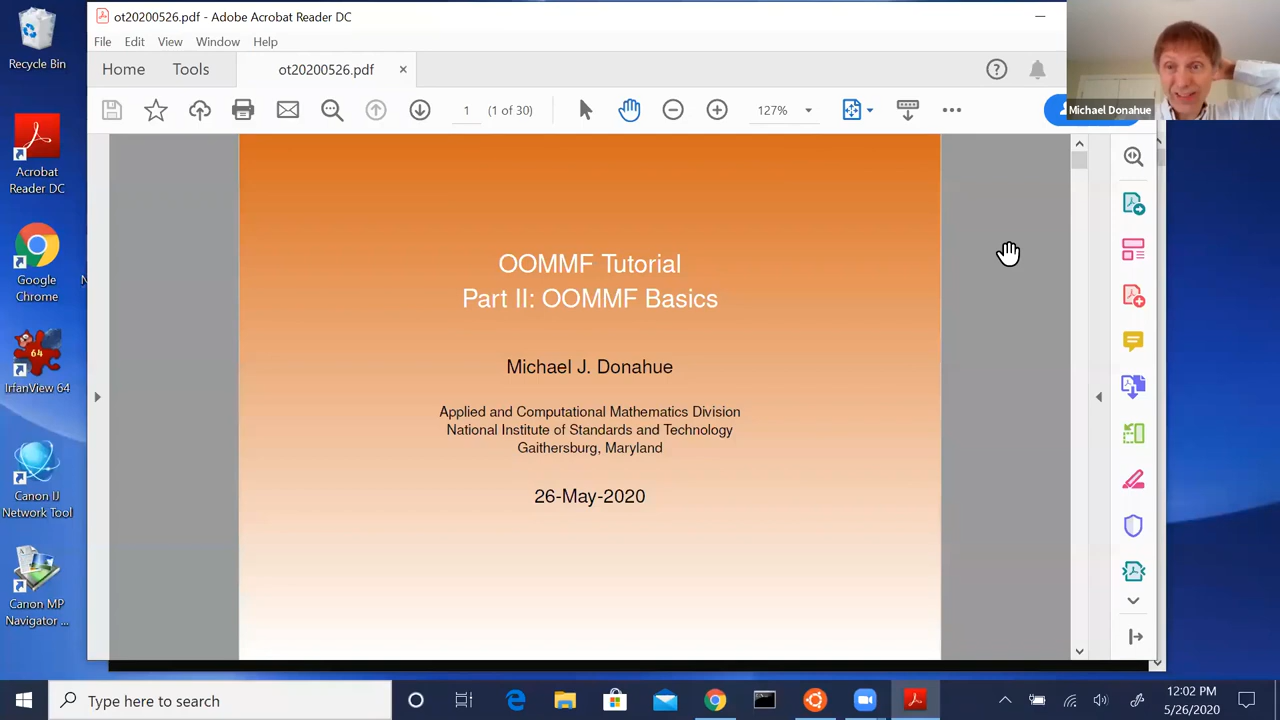 Recycle Bin
Acrobat
Reader DC
Google
Chrome
N
64
IrfanView 64
Canon IJ
Network Tool
Canon MP
Navigator ...
ot20200526.pdf - Adobe Acrobat Reader DC
File Edit View Window Help
Home Tools ot20200526.pdf
1 (1 of 30) 127%
Michael Donahue
OOMMF Tutorial
Part II: OOMMF Basics
Michael J. Donahue
Applied and Computational Mathematics Division
National Institute of Standards and Technology
Gaithersburg, Maryland
26-May-2020
Type here to search
12:02 PM
5/26/2020